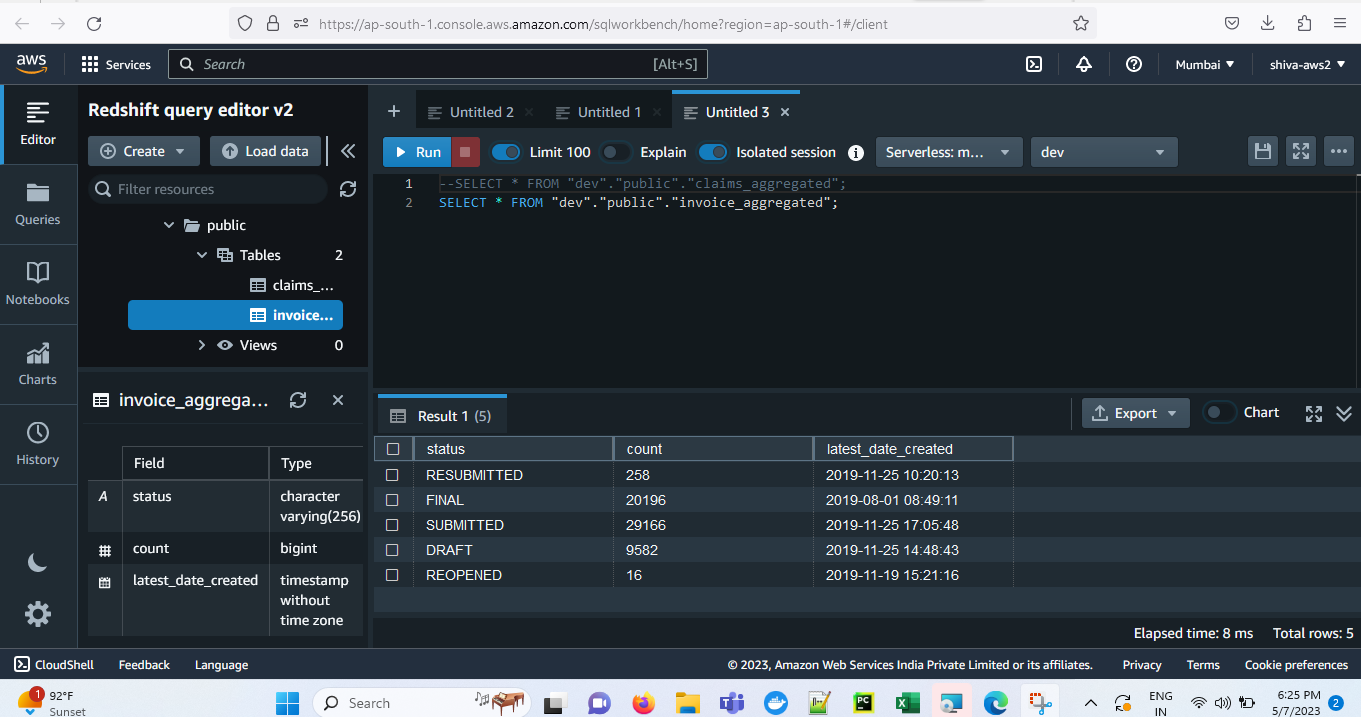 https://ap-south-1.console.aws.amazon.com/sqlworkbench/home?region=ap-south-1#/client
aws
Services
Search
[Alt+S]
Mumbai
shiva-aws2
Editor
Queries
Notebooks
Charts
History
Redshift query editor v2
Create
Load data
Filter resources
public
Tables 2
claims_...
invoice...
Views 0
invoice_aggrega...
Field Type
A status character varying(256)
count bigint
latest_date_created timestamp without time zone
+ Untitled 2 × Untitled 1 × Untitled 3 ×
Run Limit 100 Explain Isolated session i Serverless: m... dev
1 --SELECT * FROM "dev"."public"."claims_aggregated";
2 SELECT * FROM "dev"."public"."invoice_aggregated";
Result 1 (5) Export Chart
status count latest_date_created
RESUBMITTED 258 2019-11-25 10:20:13
FINAL 20196 2019-08-01 08:49:11
SUBMITTED 29166 2019-11-25 17:05:48
DRAFT 9582 2019-11-25 14:48:43
REOPENED 16 2019-11-19 15:21:16
Elapsed time: 8 ms Total rows: 5
CloudShell Feedback Language © 2023, Amazon Web Services India Private Limited or its affiliates. Privacy Terms Cookie preferences
1
92°F
Sunset
Search
PC
ENG
IN
6:25 PM
5/7/2023
2